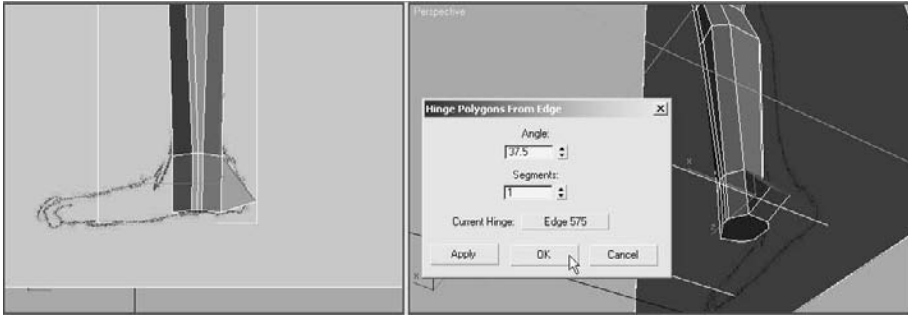 Perspective
Hinge Polygons From Edge
Angle:
37.5
Segments:
1
Current Hinge: Edge 575
Apply OK Cancel